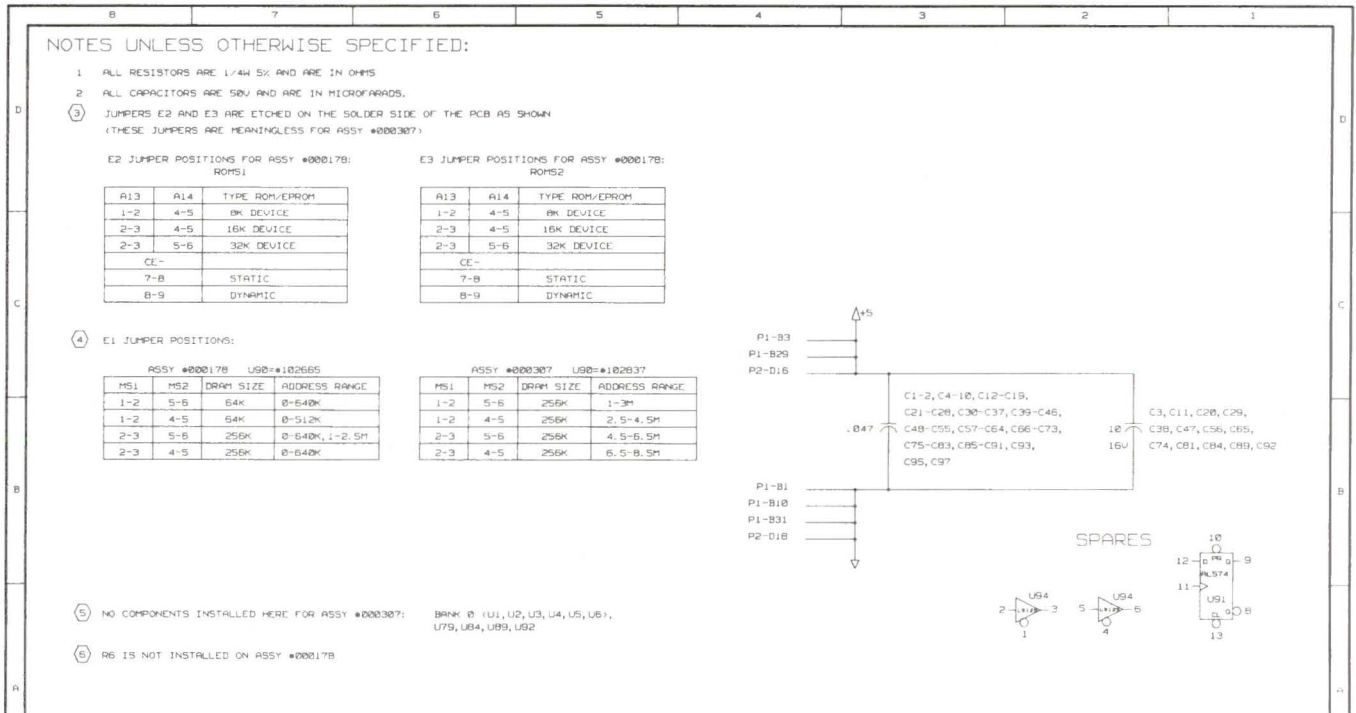 8 7 6 5 4 3 2 1
NOTES UNLESS OTHERWISE SPECIFIED:
1 ALL RESISTORS ARE 1/4W 5% AND ARE IN OHMS
2 ALL CAPACITORS ARE 50V AND ARE IN MICROFARADS.
3 JUMPERS E2 AND E3 ARE ETCHED ON THE SOLDER SIDE OF THE PCB AS SHOWN
(THESE JUMPERS ARE MEANINGLESS FOR ASSY #000307)
D D
E2 JUMPER POSITIONS FOR ASSY #000178:
ROMS1
A13 A14 TYPE ROM/EPROM
1-2 4-5 8K DEVICE
2-3 4-5 16K DEVICE
2-3 5-6 32K DEVICE
CE-
7-8 STATIC
8-9 DYNAMIC
E3 JUMPER POSITIONS FOR ASSY #000178:
ROMS2
A13 A14 TYPE ROM/EPROM
1-2 4-5 8K DEVICE
2-3 4-5 16K DEVICE
2-3 5-6 32K DEVICE
CE-
7-8 STATIC
8-9 DYNAMIC
C C
4 E1 JUMPER POSITIONS:
ASSY #000178 U90=#102665
MS1 MS2 DRAM SIZE ADDRESS RANGE
1-2 5-6 64K 0-640K
1-2 4-5 64K 0-512K
2-3 5-6 256K 0-640K, 1-2.5M
2-3 4-5 256K 0-640K
ASSY #000307 U90=#102837
MS1 MS2 DRAM SIZE ADDRESS RANGE
1-2 5-6 256K 1-3M
1-2 4-5 256K 2.5-4.5M
2-3 5-6 256K 4.5-6.5M
2-3 4-5 256K 6.5-8.5M
+5
P1-B3
P1-B29
P2-D16
.047
C1-2, C4-10, C12-C19,
C21-C28, C30-C37, C39-C46,
C48-C55, C57-C64, C66-C73,
C75-C83, C85-C91, C93,
C95, C97
10
16V
C3, C11, C20, C29,
C38, C47, C56, C65,
C74, C81, C84, C89, C92
B B
P1-B1
P1-B10
P1-B31
P2-D18
SPARES
2 LS125 3
U94
1
5 LS125 6
U94
4
10
12 D PR Q 9
ALS74
11
U91
CL Q 8
13
5 NO COMPONENTS INSTALLED HERE FOR ASSY #000307: BANK 0 (U1, U2, U3, U4, U5, U6),
U79, U84, U89, U92
6 R6 IS NOT INSTALLED ON ASSY #000178
A A